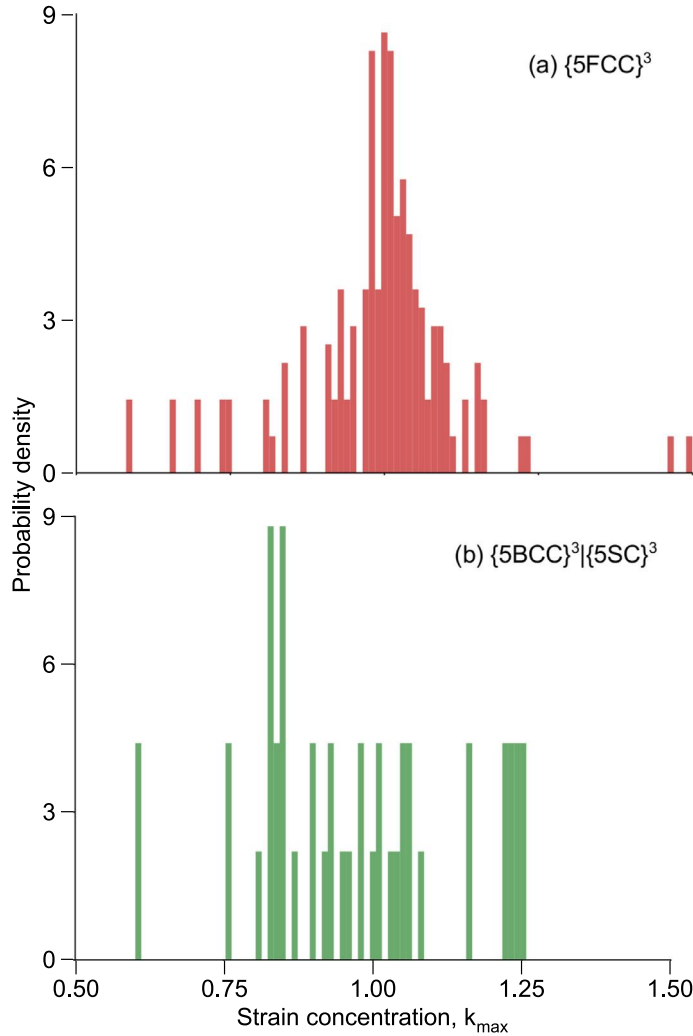 9
(a) {5FCC}³
6
3
0
Probability density
9
(b) {5BCC}³|{5SC}³
6
3
0
0.50 0.75 1.00 1.25 1.50
Strain concentration, kmax